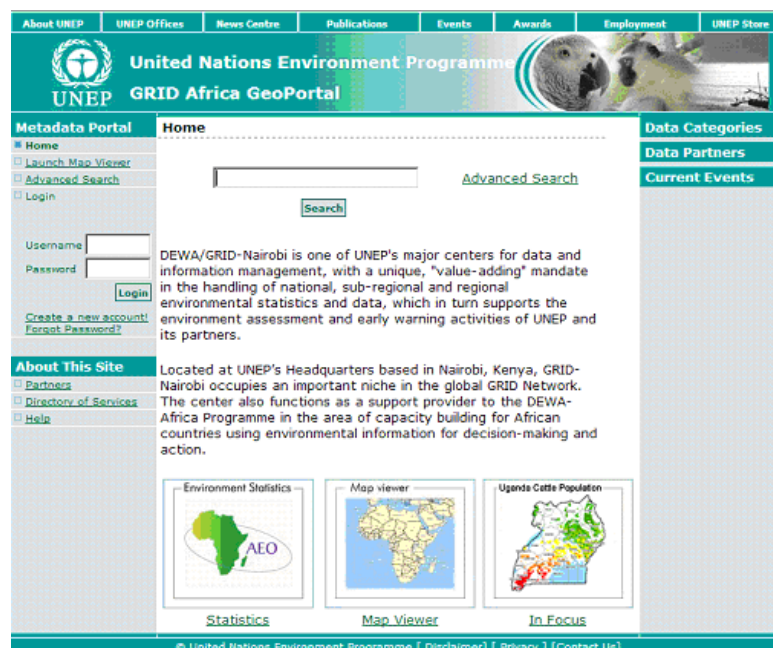 About UNEP
UNEP Offices
News Centre
Publications
Events
Awards
Employment
UNEP Store
UNEP
United Nations Environment Programme
GRID Africa GeoPortal
Metadata Portal
Home
Launch Map Viewer
Advanced Search
Login
Username
Password
Login
Create a new account!
Forgot Password?
About This Site
Partners
Directory of Services
Help
Home
Advanced Search
Search
DEWA/GRID-Nairobi is one of UNEP's major centers for data and
information management, with a unique, "value-adding" mandate
in the handling of national, sub-regional and regional
environmental statistics and data, which in turn supports the
environment assessment and early warning activities of UNEP and
its partners.
Located at UNEP's Headquarters based in Nairobi, Kenya, GRID-
Nairobi occupies an important niche in the global GRID Network.
The center also functions as a support provider to the DEWA-
Africa Programme in the area of capacity building for African
countries using environmental information for decision-making and
action.
Environment Statistics
AEO
Statistics
Map viewer
Map Viewer
Uganda Cattle Population
In Focus
Data Categories
Data Partners
Current Events
© United Nations Environment Programme [ Disclaimer] [ Privacy ] [Contact Us]